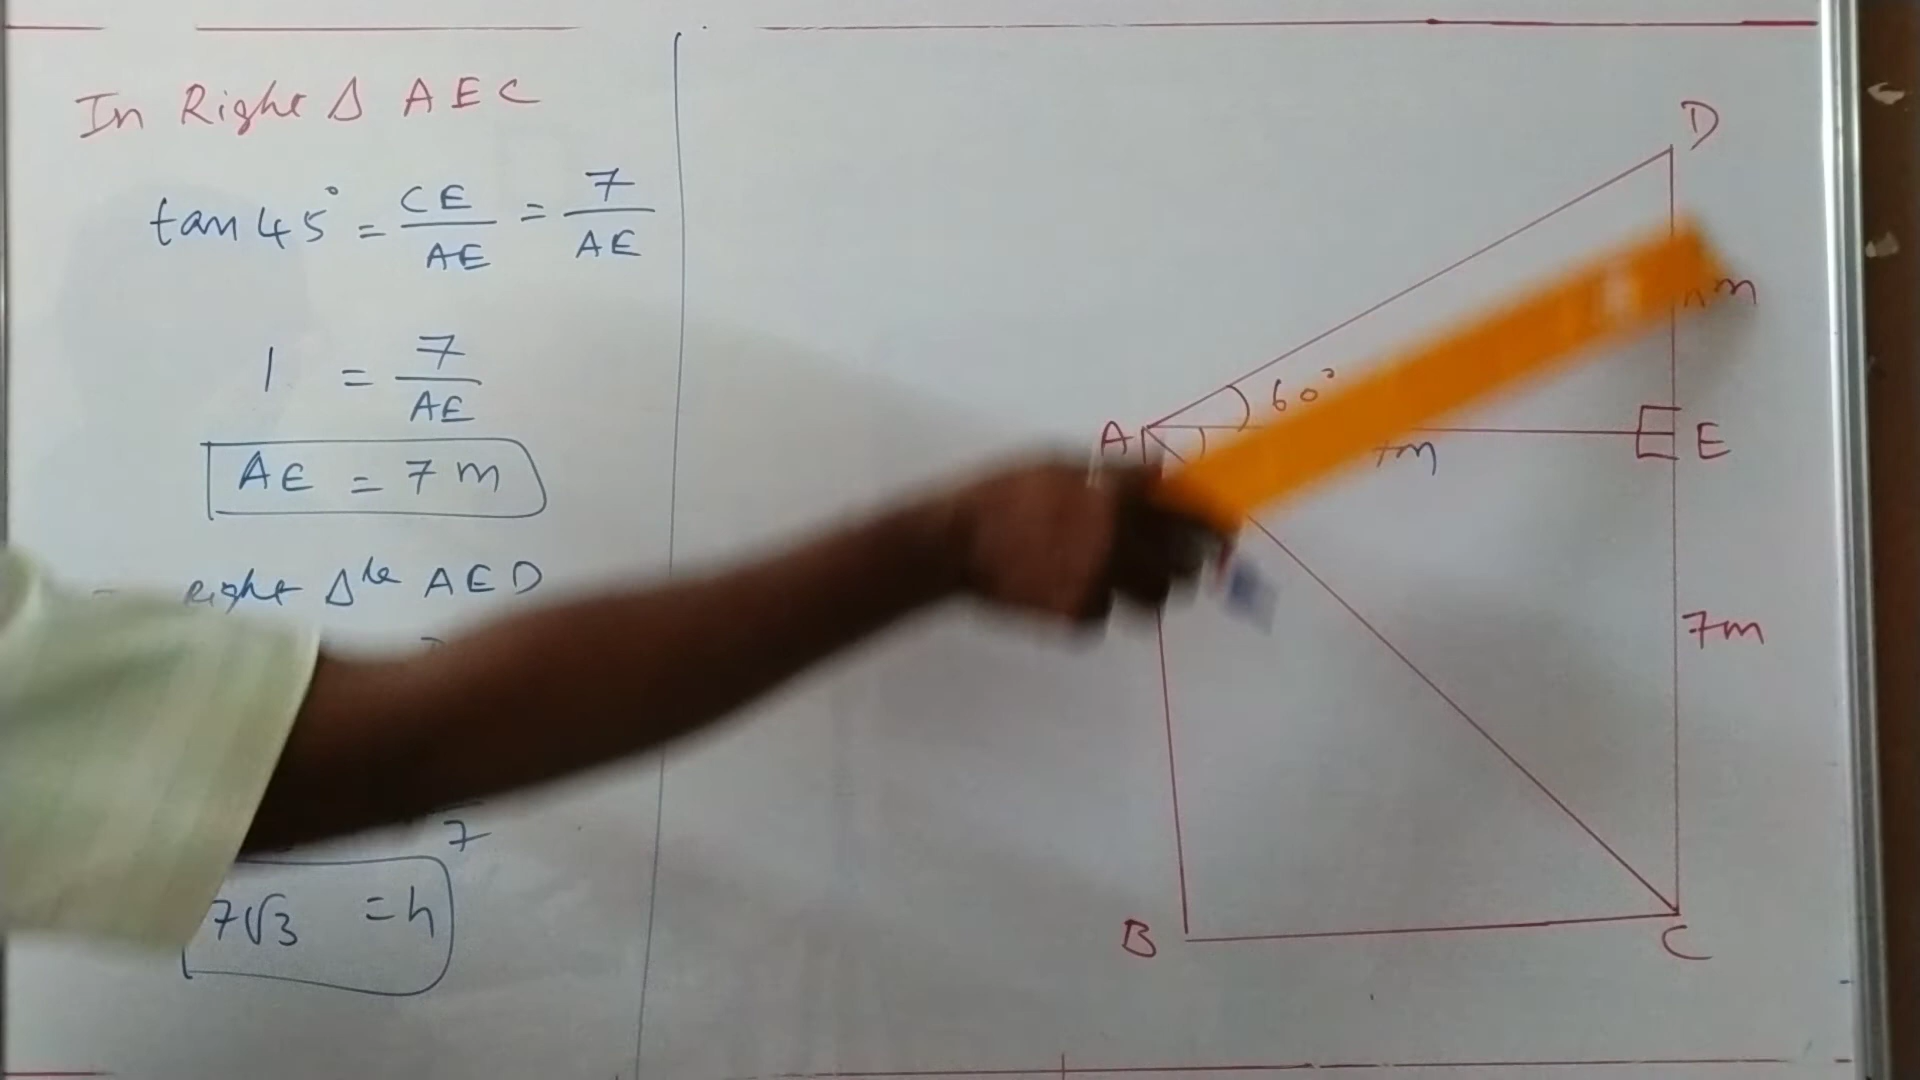 In Right Δ AEC
tan 45° = CE / AE = 7 / AE
1 = 7 / AE
AE = 7 m
Right Δle AED
7
7√3 = h
D
m
60°
A
m
E
7m
B
C